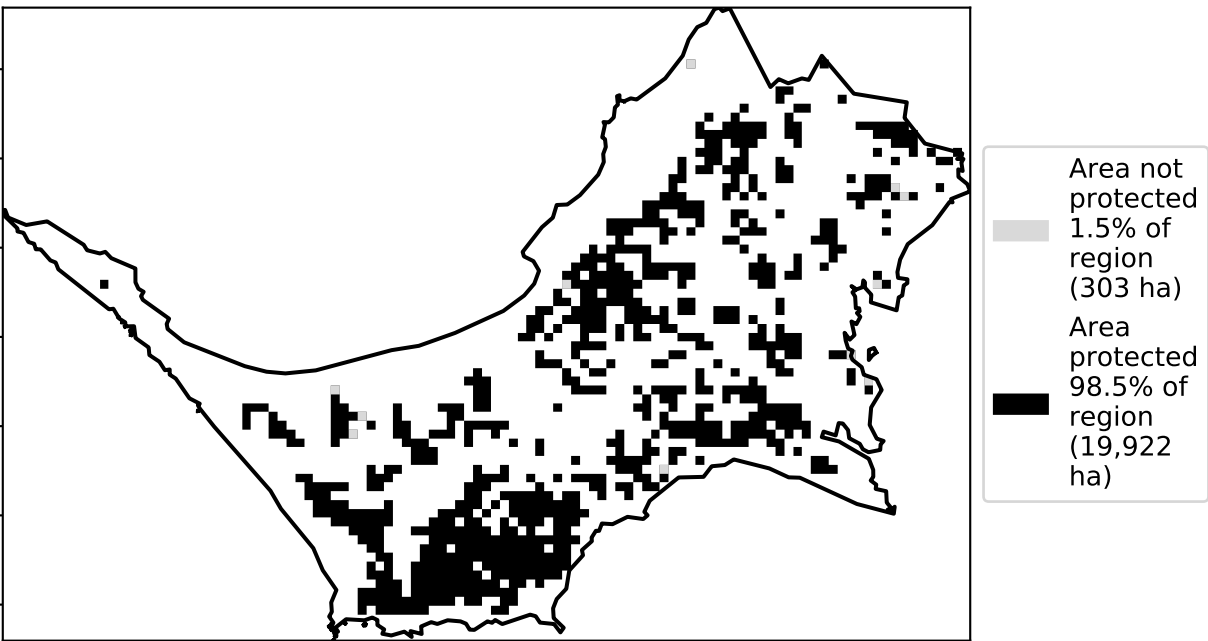 Area not
protected
1.5% of
region
(303 ha)
Area
protected
98.5% of
region
(19,922
ha)